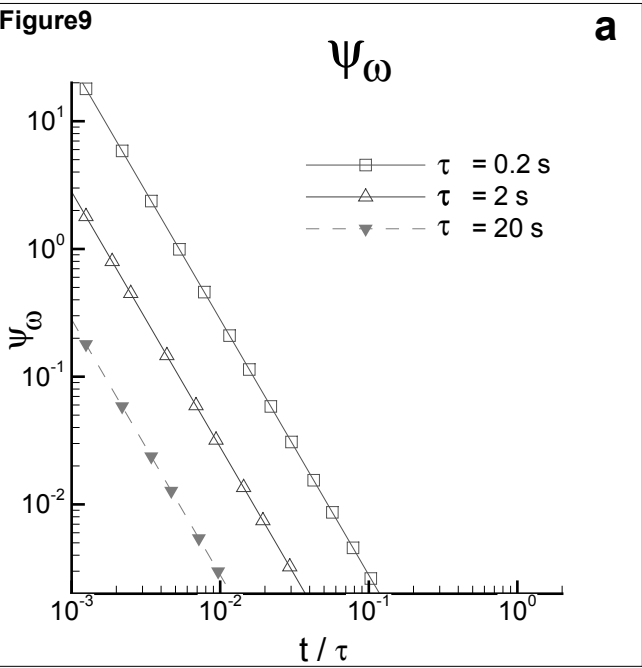 Figure9
a
ψω
τ = 0.2 s
τ = 2 s
τ = 20 s
ψω
10¹
10⁰
10⁻¹
10⁻²
10⁻³ 10⁻² 10⁻¹ 10⁰
t / τ